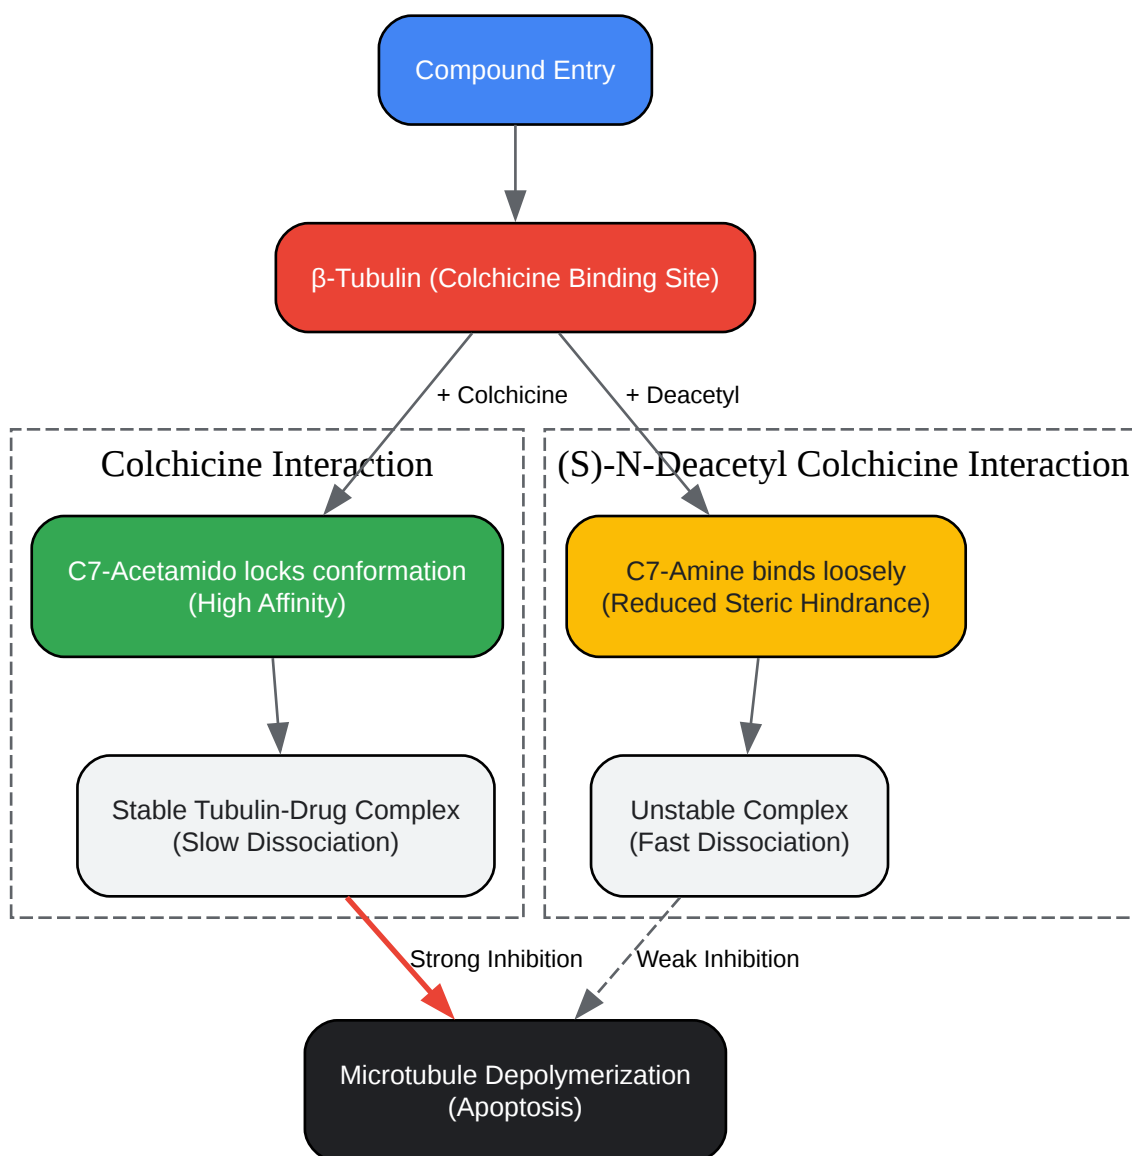 Compound Entry
β-Tubulin (Colchicine Binding Site)
+ Colchicine
+ Deacetyl
Colchicine Interaction
(S)-N-Deacetyl Colchicine Interaction
C7-Acetamido locks conformation
(High Affinity)
C7-Amine binds loosely
(Reduced Steric Hindrance)
Stable Tubulin-Drug Complex
(Slow Dissociation)
Unstable Complex
(Fast Dissociation)
Strong Inhibition
Weak Inhibition
Microtubule Depolymerization
(Apoptosis)